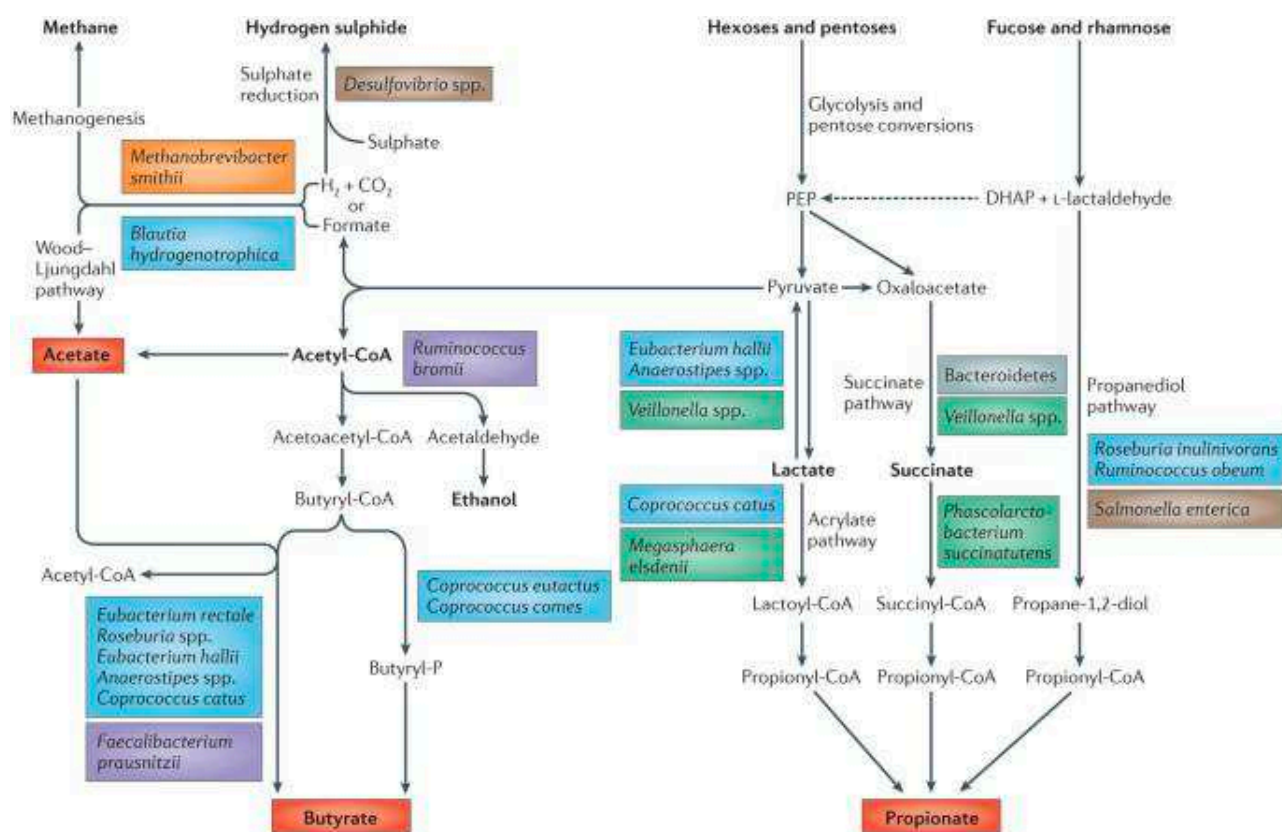 Methane
Hydrogen sulphide
Hexoses and pentoses
Fucose and rhamnose
Sulphate
reduction
Desulfovibrio spp.
Glycolysis and
pentose conversions
Methanogenesis
Sulphate
Methanobrevibacter
smithii
H₂ + CO₂
or
Formate
PEP
DHAP + L-lactaldehyde
Blautia
hydrogenotrophica
Wood–
Ljungdahl
pathway
Pyruvate
Oxaloacetate
Acetate
Acetyl-CoA
Ruminococcus
bromii
Eubacterium hallii
Anaerostipes spp.
Veillonella spp.
Succinate
pathway
Bacteroidetes
Veillonella spp.
Propanediol
pathway
Acetoacetyl-CoA
Acetaldehyde
Roseburia inulinivorans
Ruminococcus obeum
Salmonella enterica
Lactate
Succinate
Butyryl-CoA
Ethanol
Coprococcus catus
Megasphaera
elsdenii
Acrylate
pathway
Phascolarcto-
bacterium
succinatutens
Acetyl-CoA
Coprococcus eutactus
Coprococcus comes
Lactoyl-CoA
Succinyl-CoA
Propane-1,2-diol
Eubacterium rectale
Roseburia spp.
Eubacterium hallii
Anaerostipes spp.
Coprococcus catus
Faecalibacterium
prausnitzii
Butyryl-P
Propionyl-CoA
Propionyl-CoA
Propionyl-CoA
Butyrate
Propionate